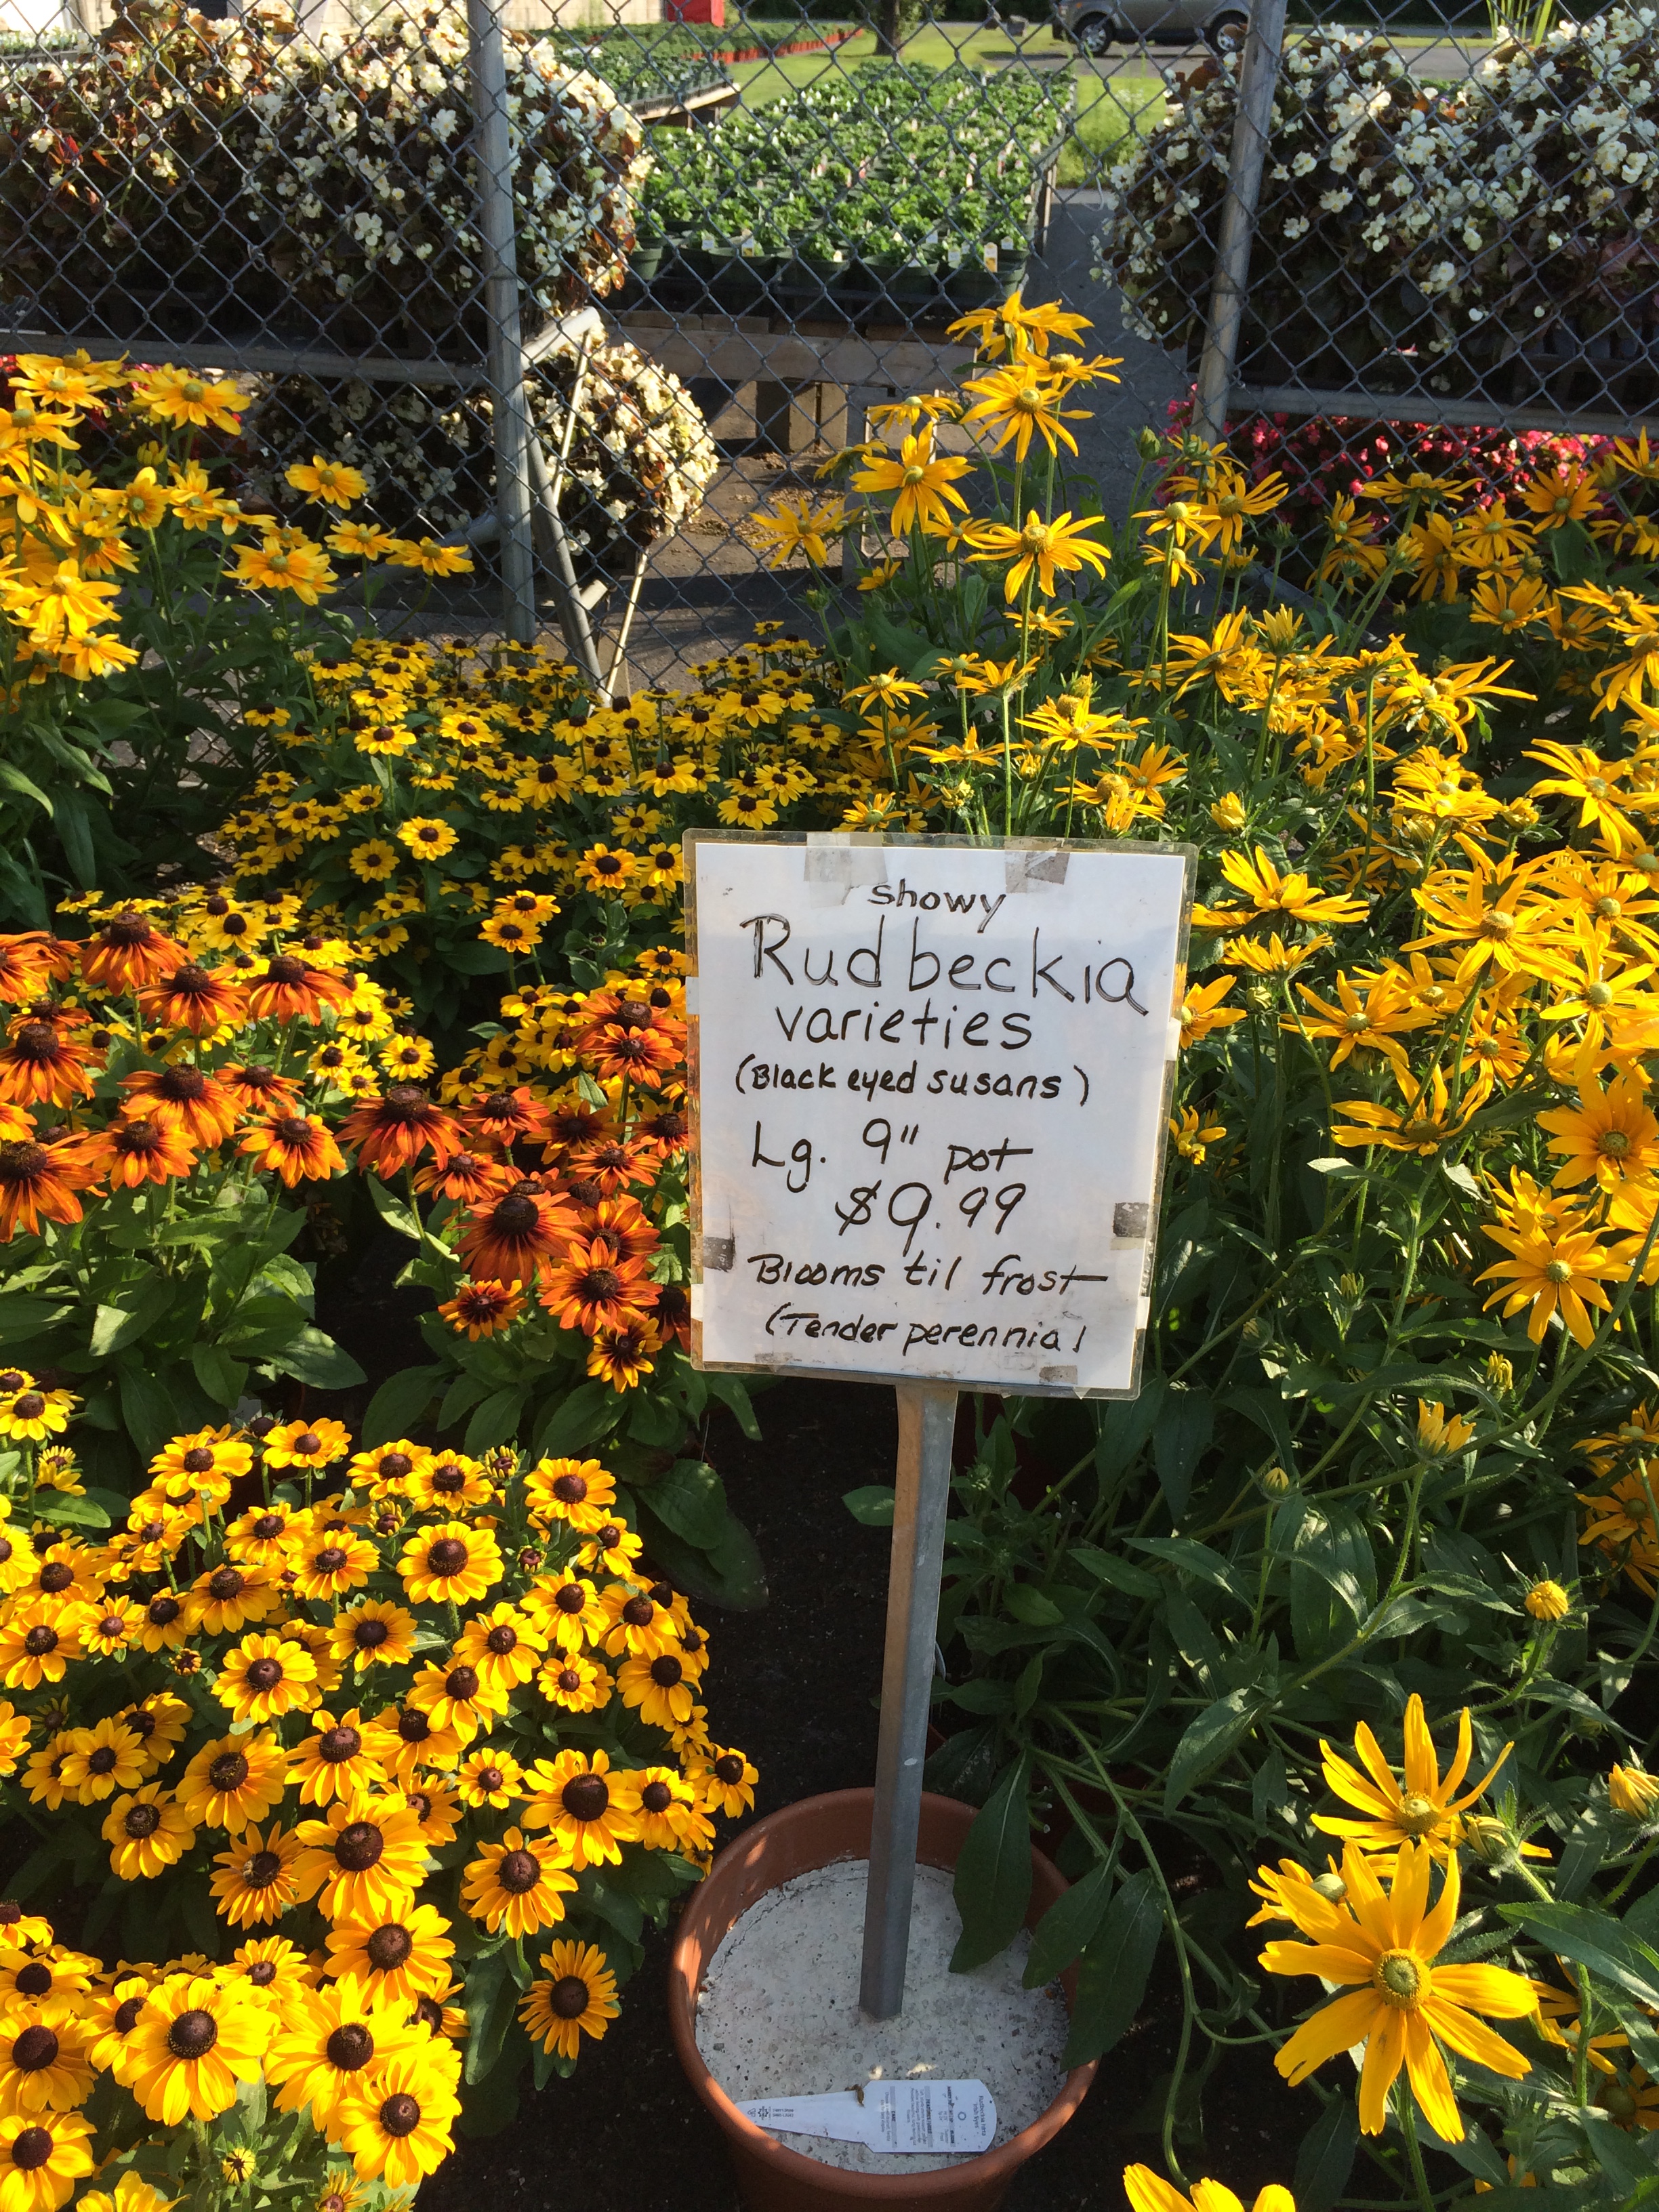 showy
Rudbeckia
varieties
(Black eyed susans)
Lg. 9" pot
$9.99
Blooms til frost
(Tender perennial